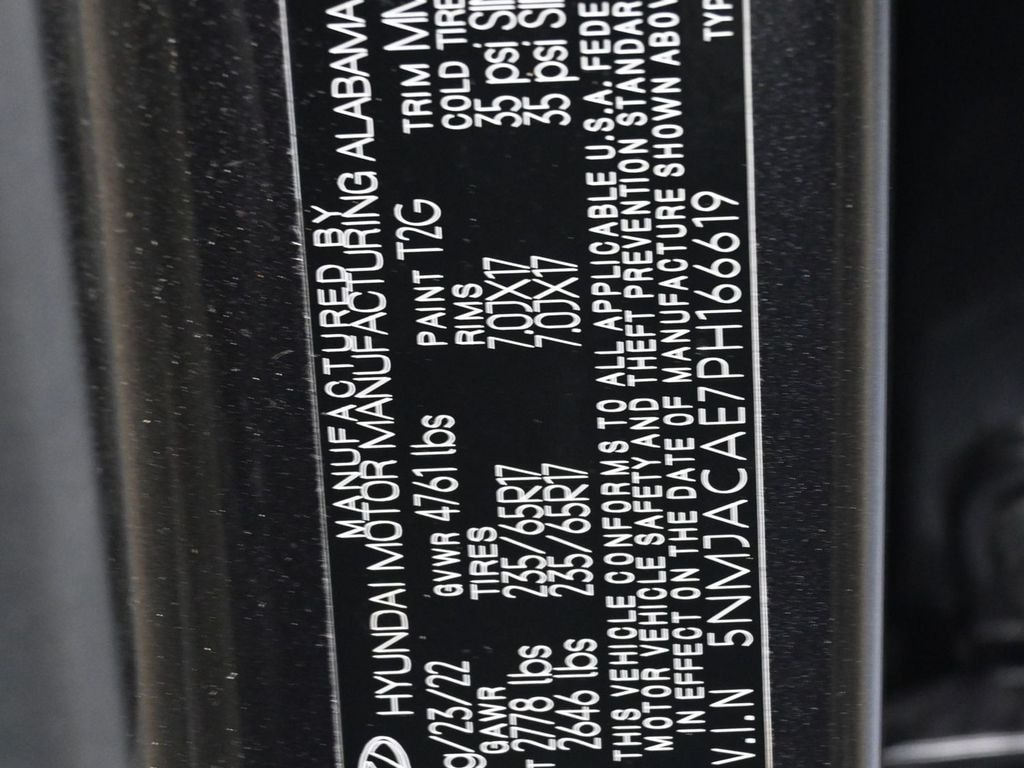 MANUFACTURED BY
HYUNDAI MOTOR MANUFACTURING ALABAMA
/23/22 GVWR 4761 lbs PAINT T2G TRIM
GAWR TIRES RIMS COLD TIRE
2778 lbs 235/65R17 7.0JX17 35 psi
2646 lbs 235/65R17 7.0JX17 35 psi
THIS VEHICLE CONFORMS TO ALL APPLICABLE U.S.A. FEDE
MOTOR VEHICLE SAFETY AND THEFT PREVENTION STANDAR
IN EFFECT ON THE DATE OF MANUFACTURE SHOWN ABOV
V.I.N 5NMJACAE7PH166619 TYP